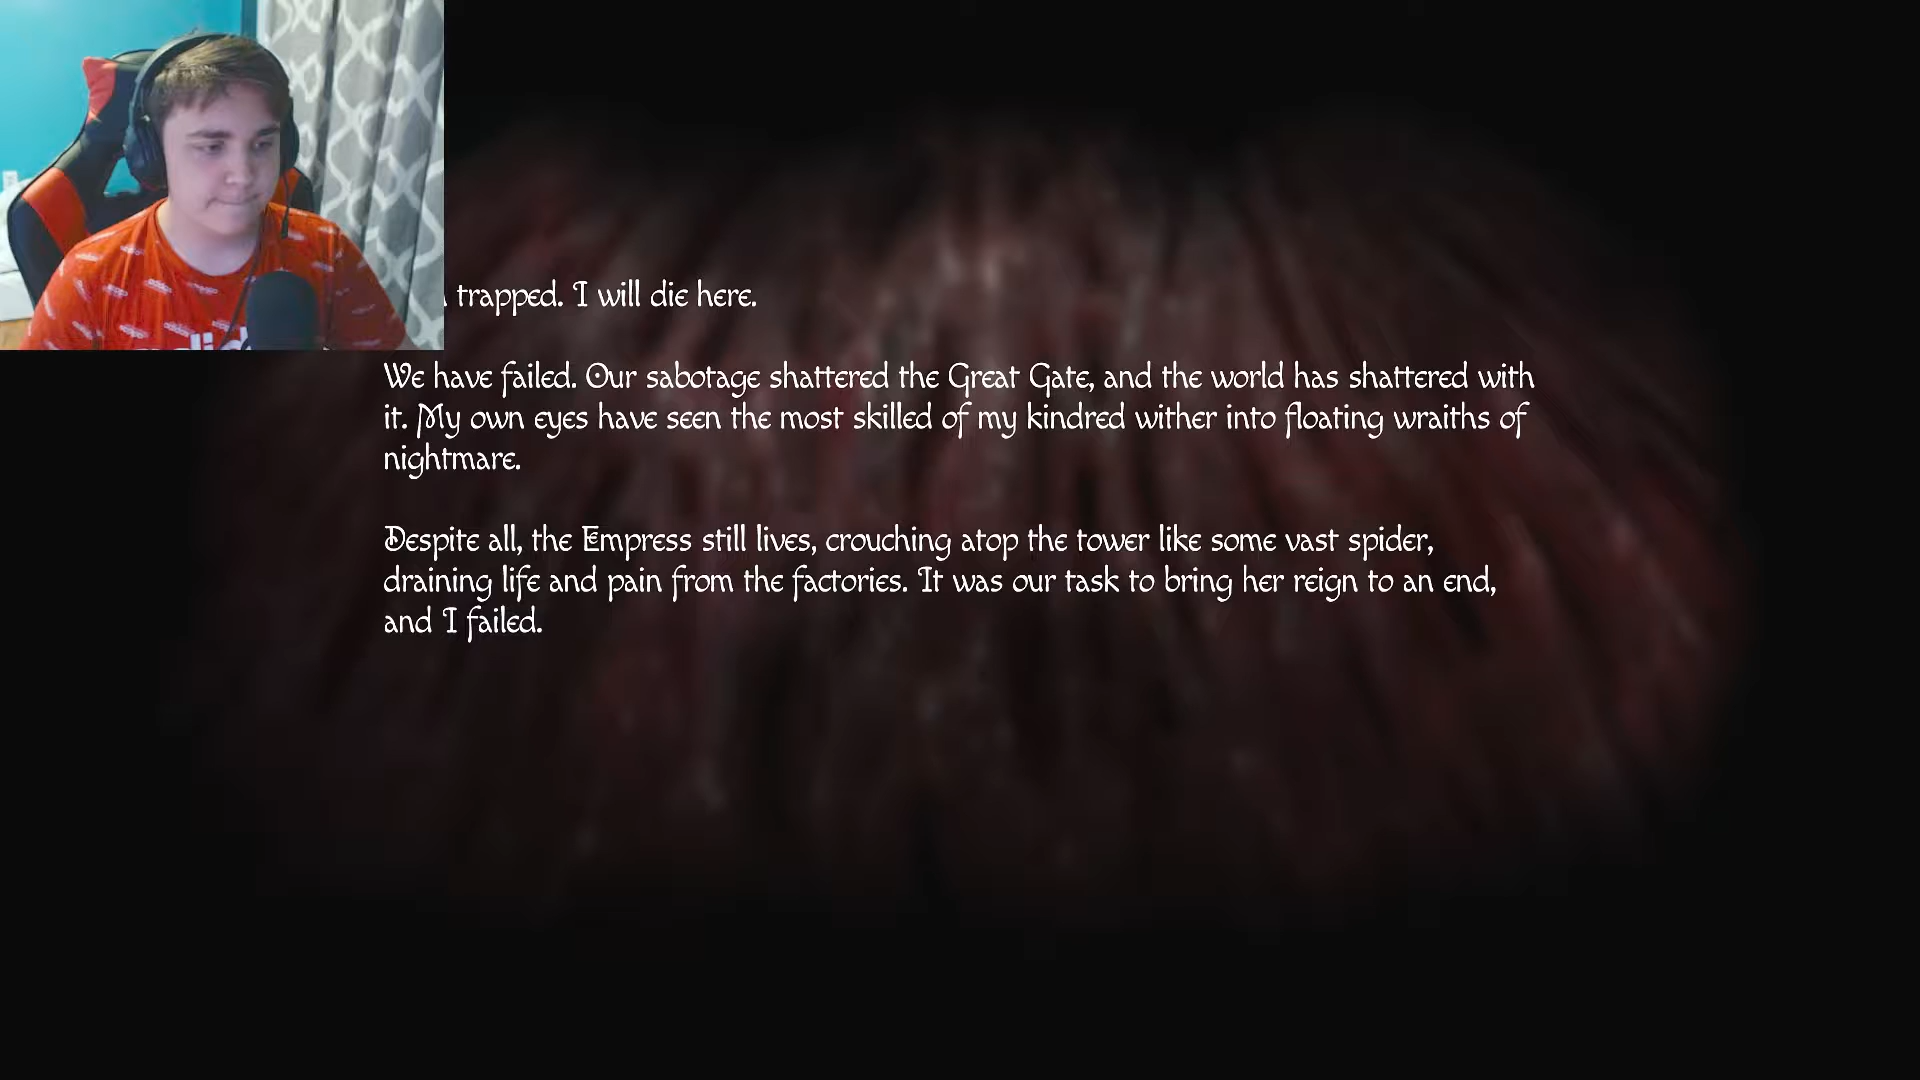 trapped. I will die here.
We have failed. Our sabotage shattered the Great Gate, and the world has shattered with
it. My own eyes have seen the most skilled of my kindred wither into floating wraiths of
nightmare.
Despite all, the Empress still lives, crouching atop the tower like some vast spider,
draining life and pain from the factories. It was our task to bring her reign to an end,
and I failed.